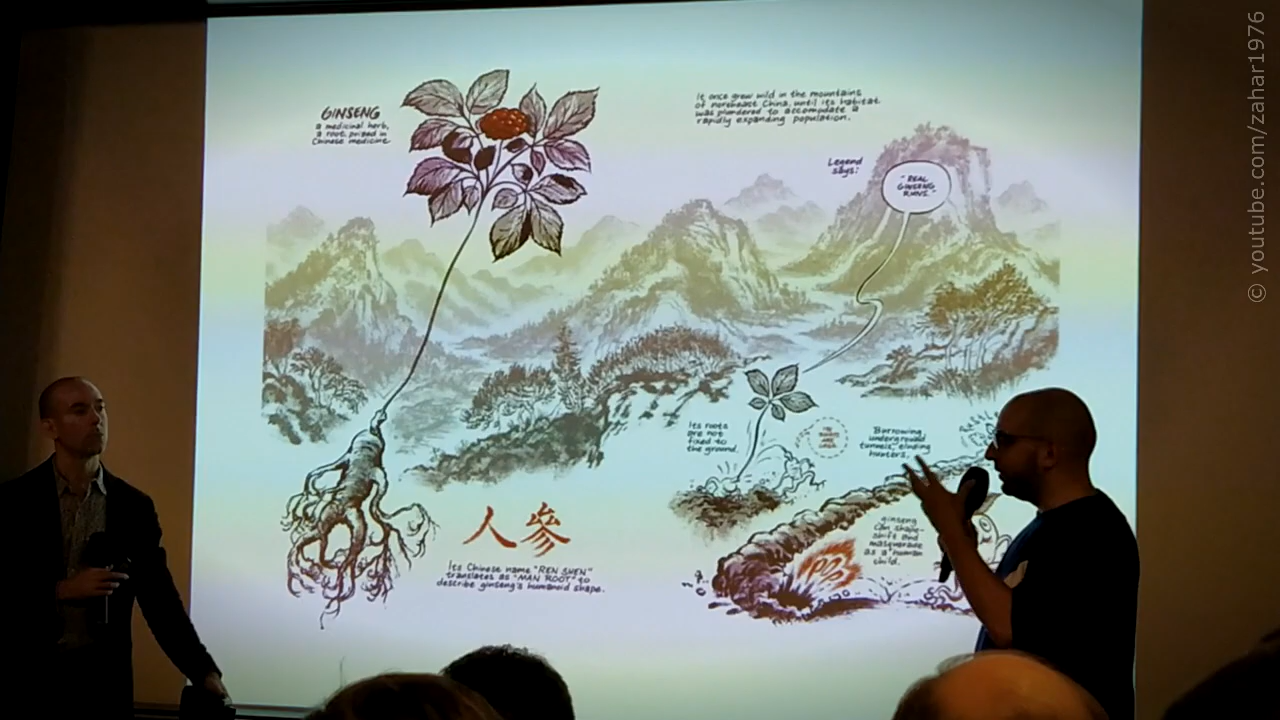 GINSENG
a medicinal herb,
a root prized in
Chinese medicine
It once grew wild in the mountains
of northeast China, until its habitat
was plundered to accomodate a
rapidly expanding population.
Legend
says:
"REAL
GINSENG
RUNS."
Its roots
are not
fixed to
the ground.
Burrowing
underground
tunnels, eluding
hunters.
ginseng
can shape-
shift and
masquerade
as a human
child.
人參
Its Chinese name "REN SHEN"
translates as "MAN ROOT" to
describe ginseng's humanoid shape.
© youtube.com/zahar1976